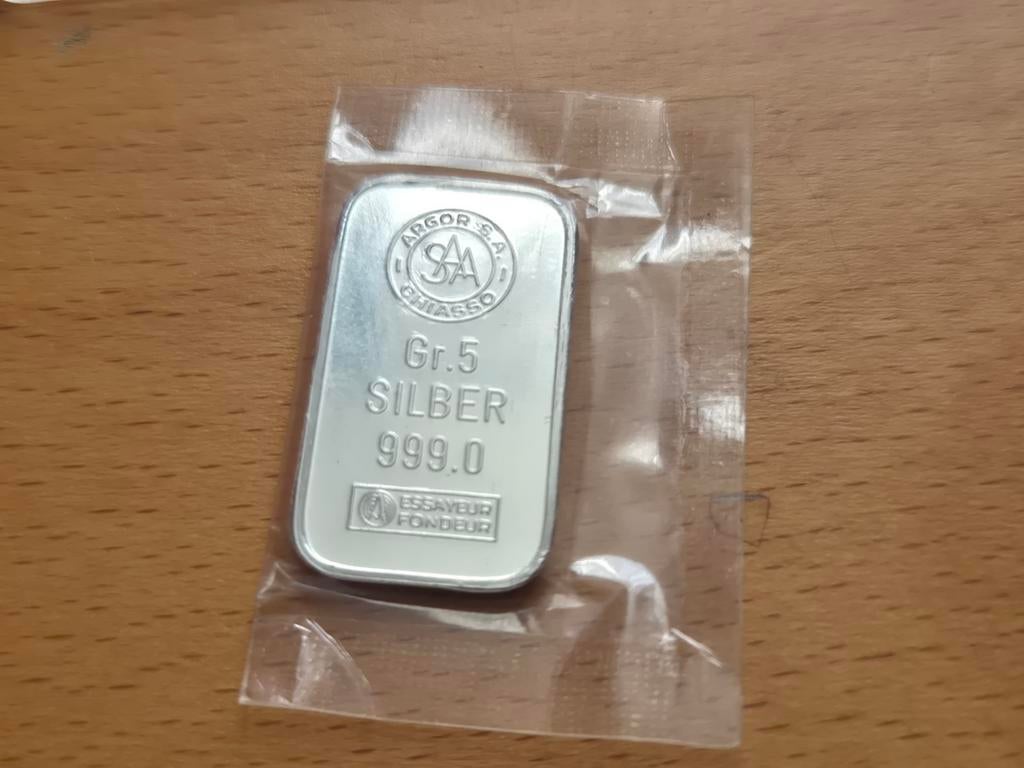 ARGOR S.A.
SAA
CHIASSO
Gr.5
SILBER
999.0
ESSAYEUR
FONDEUR